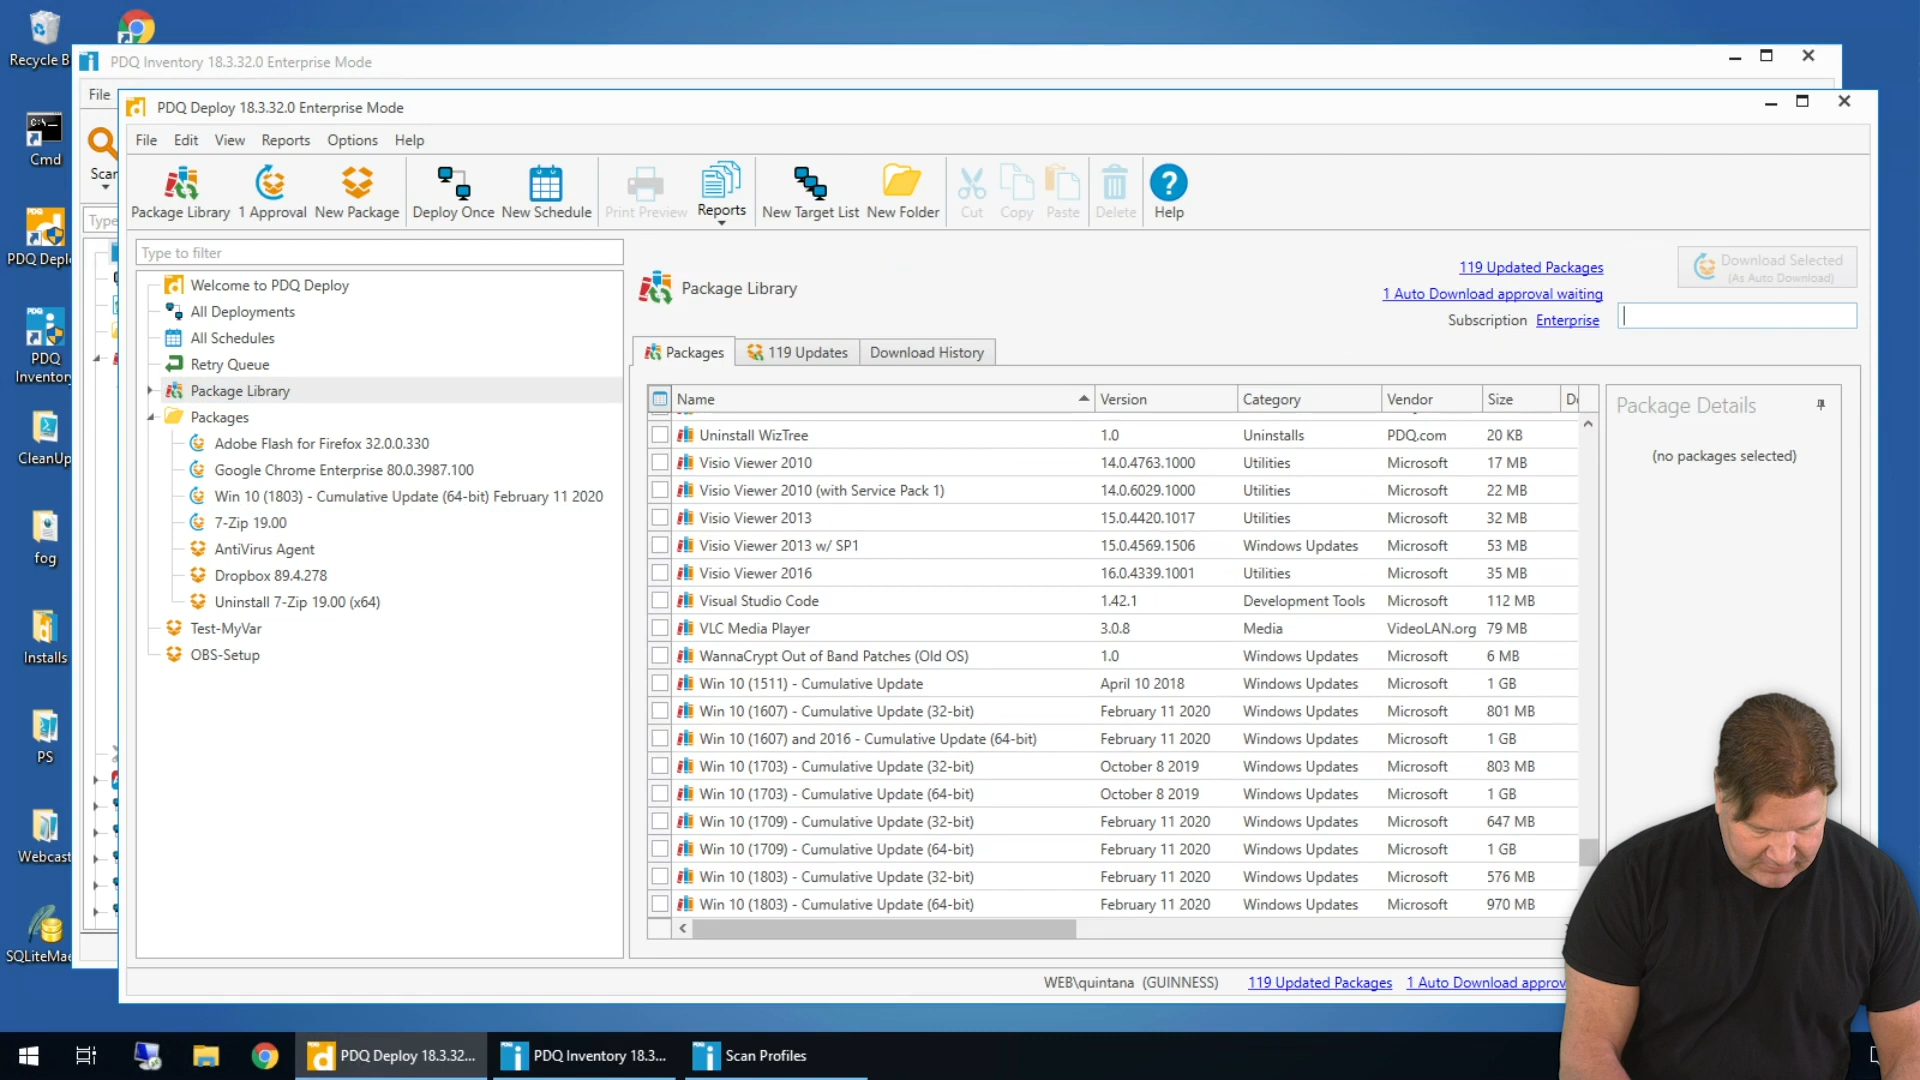 Recycle B
PDQ Inventory 18.3.32.0 Enterprise Mode
File
PDQ Deploy 18.3.32.0 Enterprise Mode
File Edit View Reports Options Help
Cmd
Scan
Package Library 1 Approval New Package Deploy Once New Schedule Print Preview Reports New Target List New Folder Cut Copy Paste Delete Help
Type
Type to filter
PDQ Deplo
Welcome to PDQ Deploy
All Deployments
All Schedules
Retry Queue
Package Library
Packages
Adobe Flash for Firefox 32.0.0.330
Google Chrome Enterprise 80.0.3987.100
Win 10 (1803) - Cumulative Update (64-bit) February 11 2020
7-Zip 19.00
AntiVirus Agent
Dropbox 89.4.278
Uninstall 7-Zip 19.00 (x64)
Test-MyVar
OBS-Setup
PDQ
Inventory
CleanUp
fog
Installs
PS
Webcast
SQLiteMae
Package Library
119 Updated Packages
1 Auto Download approval waiting
Subscription Enterprise
Download Selected
(As Auto Download)
Packages 119 Updates Download History
Name Version Category Vendor Size De
Uninstall WizTree 1.0 Uninstalls PDQ.com 20 KB
Visio Viewer 2010 14.0.4763.1000 Utilities Microsoft 17 MB
Visio Viewer 2010 (with Service Pack 1) 14.0.6029.1000 Utilities Microsoft 22 MB
Visio Viewer 2013 15.0.4420.1017 Utilities Microsoft 32 MB
Visio Viewer 2013 w/ SP1 15.0.4569.1506 Windows Updates Microsoft 53 MB
Visio Viewer 2016 16.0.4339.1001 Utilities Microsoft 35 MB
Visual Studio Code 1.42.1 Development Tools Microsoft 112 MB
VLC Media Player 3.0.8 Media VideoLAN.org 79 MB
WannaCrypt Out of Band Patches (Old OS) 1.0 Windows Updates Microsoft 6 MB
Win 10 (1511) - Cumulative Update April 10 2018 Windows Updates Microsoft 1 GB
Win 10 (1607) - Cumulative Update (32-bit) February 11 2020 Windows Updates Microsoft 801 MB
Win 10 (1607) and 2016 - Cumulative Update (64-bit) February 11 2020 Windows Updates Microsoft 1 GB
Win 10 (1703) - Cumulative Update (32-bit) October 8 2019 Windows Updates Microsoft 803 MB
Win 10 (1703) - Cumulative Update (64-bit) October 8 2019 Windows Updates Microsoft 1 GB
Win 10 (1709) - Cumulative Update (32-bit) February 11 2020 Windows Updates Microsoft 647 MB
Win 10 (1709) - Cumulative Update (64-bit) February 11 2020 Windows Updates Microsoft 1 GB
Win 10 (1803) - Cumulative Update (32-bit) February 11 2020 Windows Updates Microsoft 576 MB
Win 10 (1803) - Cumulative Update (64-bit) February 11 2020 Windows Updates Microsoft 970 MB
Package Details
(no packages selected)
WEB\quintana (GUINNESS) 119 Updated Packages 1 Auto Download approv
PDQ Deploy 18.3.32... PDQ Inventory 18.3... Scan Profiles